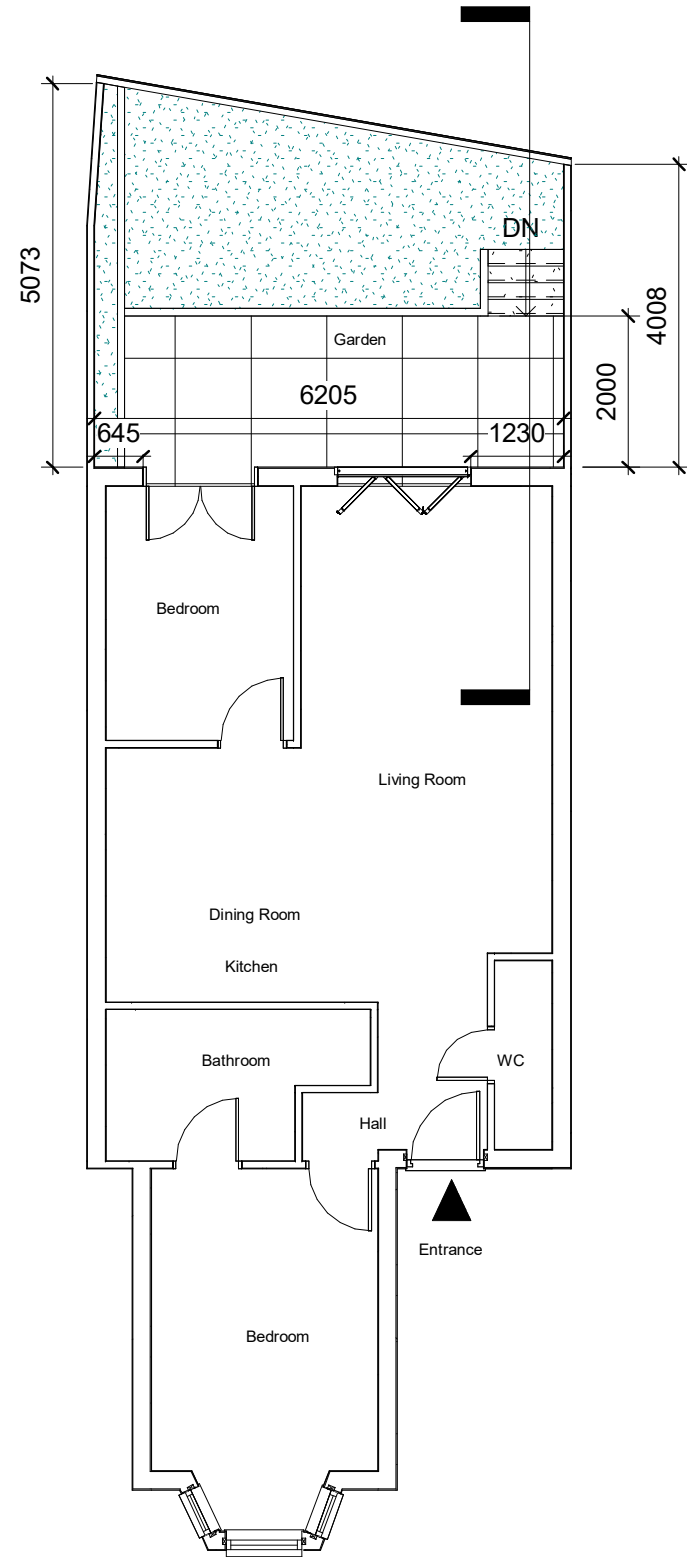 DN
5073
4008
Garden
2000
6205
645
1230
Bedroom
Living Room
Dining Room
Kitchen
Bathroom
WC
Hall
Entrance
Bedroom